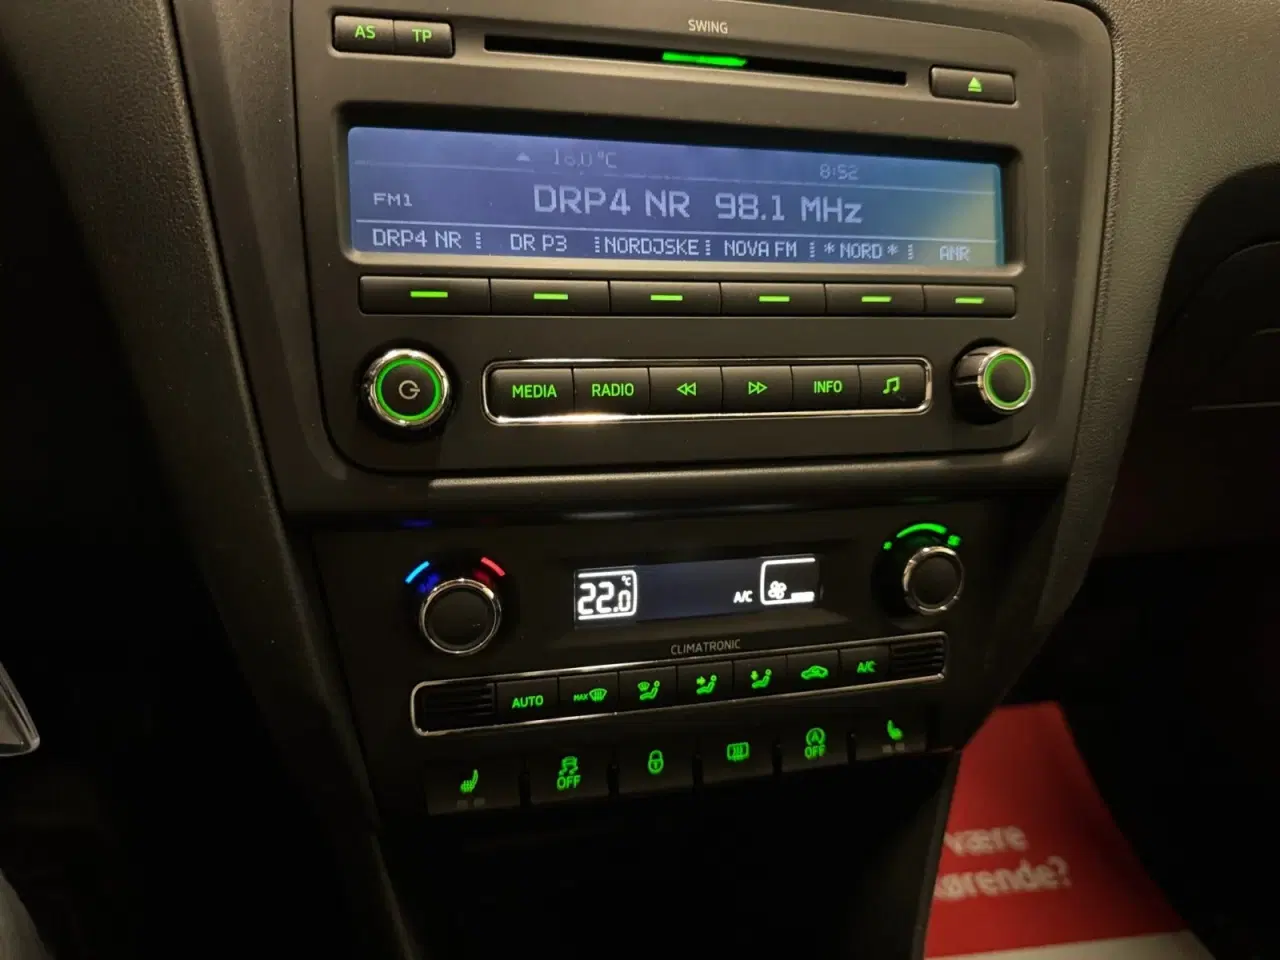 SWING
AS TP
18.0°C 8:52
FM1 DRP4 NR 98.1 MHz
DRP4 NR DR P3 NORDJSKE NOVA FM *NORD* ANR
MEDIA RADIO INFO
22.0°C A/C
CLIMATRONIC
AUTO MAX A/C
OFF OFF
være
ørende?